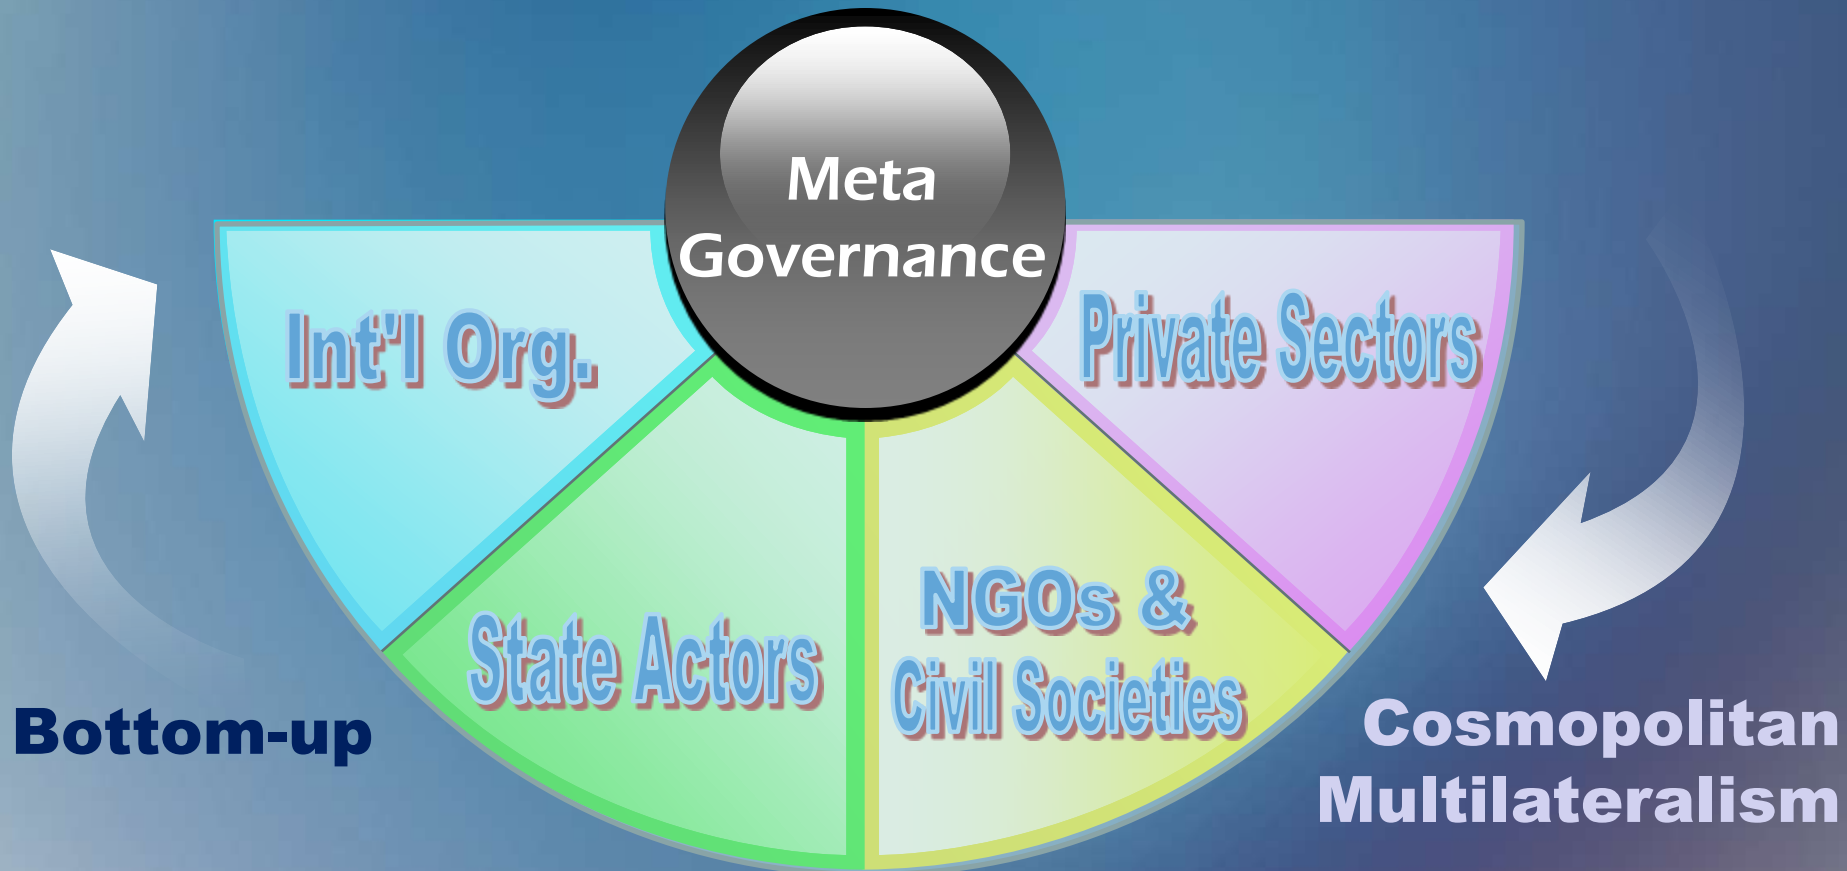 Meta
Governance
Int'l Org.
Private Sectors
State Actors
NGOs &
Civil Societies
Bottom-up
Cosmopolitan
Multilateralism